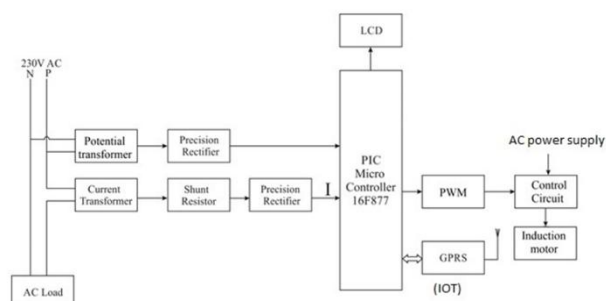 LCD
230V AC
N P
Potential
transformer
Precision
Rectifier
PIC
Micro
Controller
16F877
AC power supply
Current
Transformer
Shunt
Resistor
Precision
Rectifier
I
PWM
Control
Circuit
Induction
motor
GPRS
(IOT)
AC Load